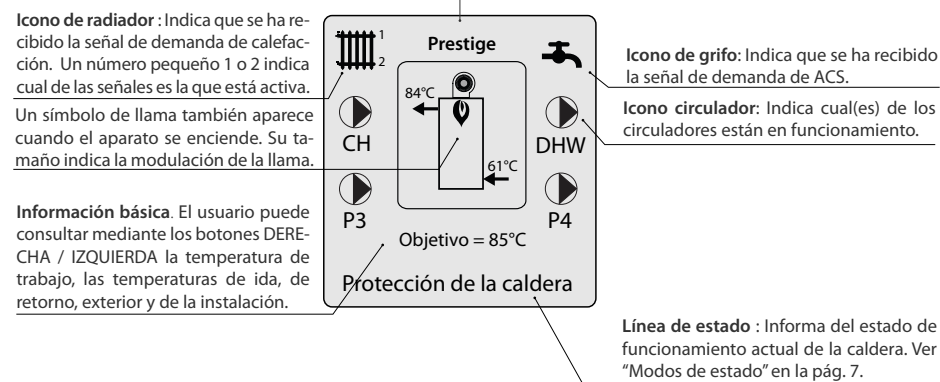 Icono de radiador : Indica que se ha re-
cibido la señal de demanda de calefac-
ción. Un número pequeño 1 o 2 indica
cual de las señales es la que está activa.
Un símbolo de llama también aparece
cuando el aparato se enciende. Su ta-
maño indica la modulación de la llama.
Información básica. El usuario puede
consultar mediante los botones DERE-
CHA / IZQUIERDA la temperatura de
trabajo, las temperaturas de ida, de
retorno, exterior y de la instalación.
1
2
Prestige
84°C
61°C
CH
DHW
P3
P4
Objetivo = 85°C
Protección de la caldera
Icono de grifo: Indica que se ha recibido
la señal de demanda de ACS.
Icono circulador: Indica cual(es) de los
circuladores están en funcionamiento.
Línea de estado : Informa del estado de
funcionamiento actual de la caldera. Ver
“Modos de estado” en la pág. 7.